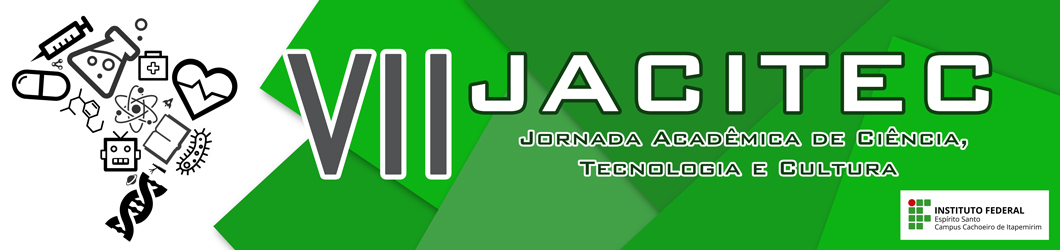 VII JACITEC
Jornada Acadêmica de Ciência,
Tecnologia e Cultura
INSTITUTO FEDERAL
Espírito Santo
Campus Cachoeiro de Itapemirim